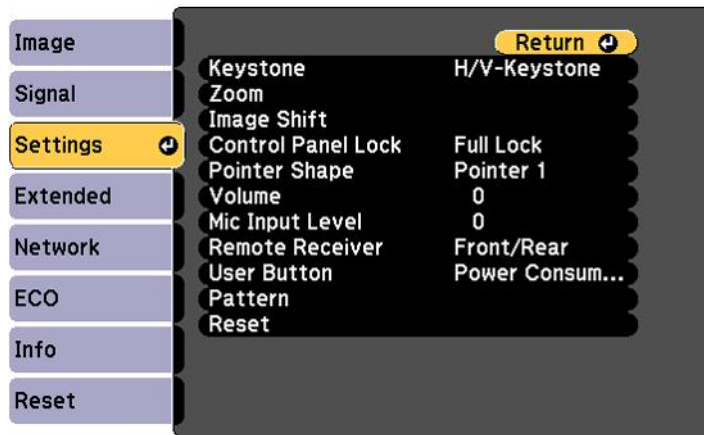 Image
Signal
Settings
Extended
Network
ECO
Info
Reset
Return
Keystone H/V-Keystone
Zoom
Image Shift
Control Panel Lock Full Lock
Pointer Shape Pointer 1
Volume 0
Mic Input Level 0
Remote Receiver Front/Rear
User Button Power Consum...
Pattern
Reset